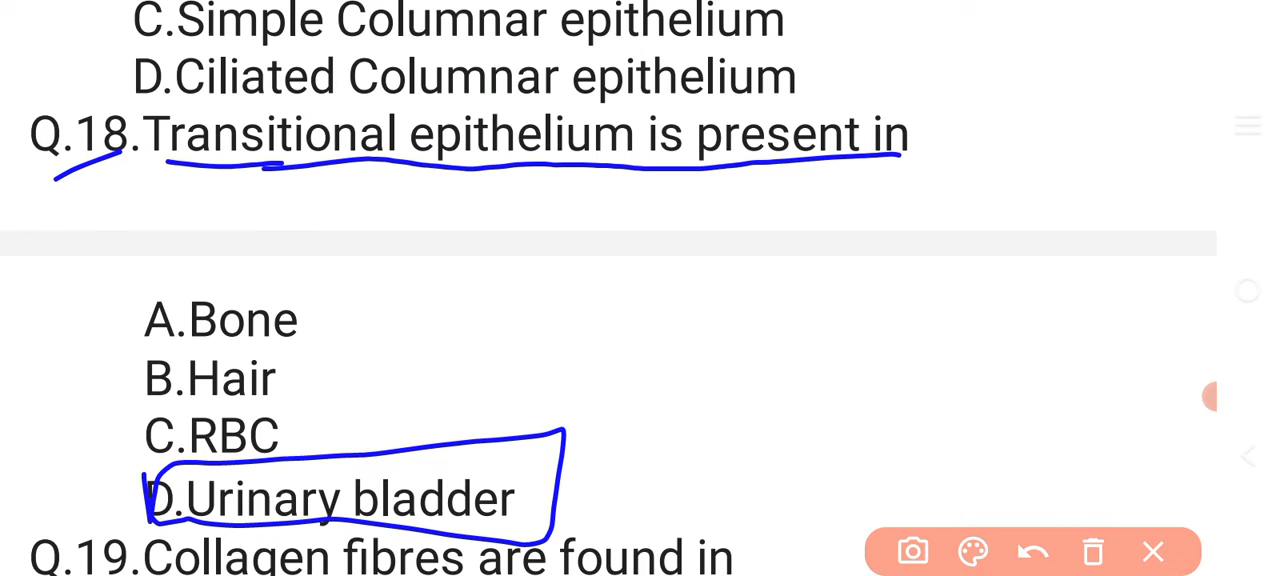 C.Simple Columnar epithelium
D.Ciliated Columnar epithelium
Q.18.Transitional epithelium is present in
A.Bone
B.Hair
C.RBC
D.Urinary bladder
Q.19.Collagen fibres are found in